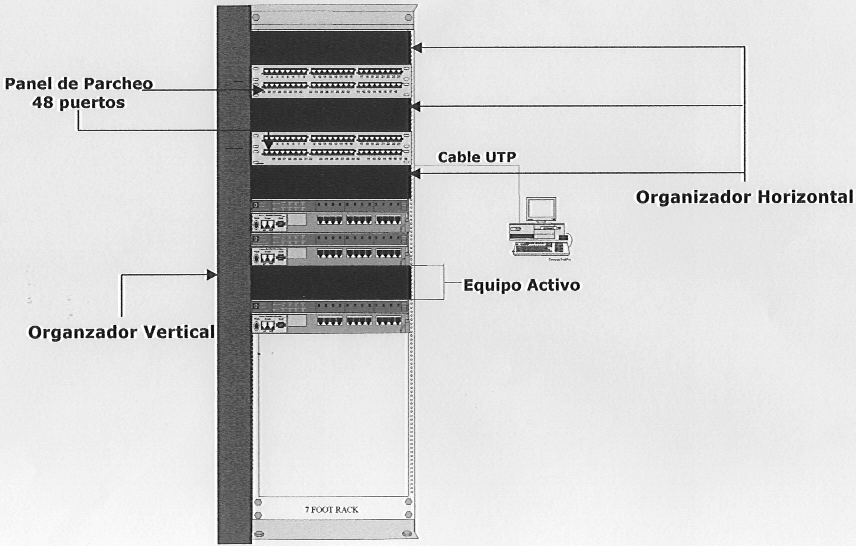 Panel de Parcheo
48 puertos
Cable UTP
Organizador Horizontal
Equipo Activo
Organzador Vertical
7 FOOT RACK